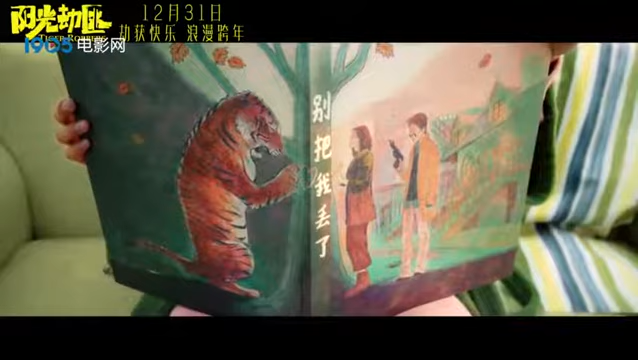 阳光劫匪
TIGER ROBBERS
1905电影网
12月31日
劫获快乐 浪漫跨年
别把我丢了